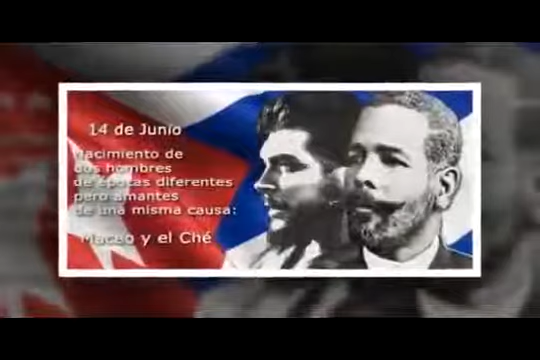 14 de Junio
Nacimiento de
dos hombres
de épocas diferentes
pero amantes
de una misma causa:
Maceo y el Ché